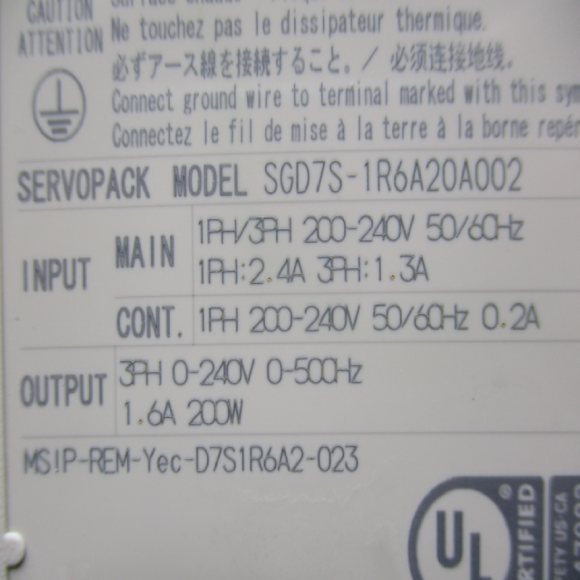 CAUTION
ATTENTION
Ne touchez pas le dissipateur thermique.
必ずアース線を接続すること。/ 必须连接地线。
Connect ground wire to terminal marked with this
Connectez le fil de mise à la terre à la borne
SERVOPACK MODEL SGD7S-1R6A20A002
INPUT
MAIN
1PH/3PH 200-240V 50/60Hz
1PH:2.4A 3PH:1.3A
CONT. 1PH 200-240V 50/60Hz 0.2A
OUTPUT
3PH 0-240V 0-500Hz
1.6A 200W
MSIP-REM-Yec-D7S1R6A2-023
UL ®